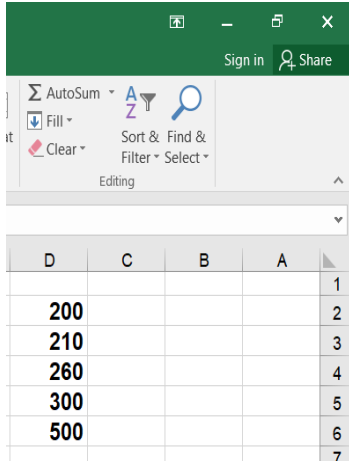 Sign in Share
AutoSum
Fill
Clear
Sort & Filter
Find & Select
Editing
D C B A
1
200 2
210 3
260 4
300 5
500 6
7